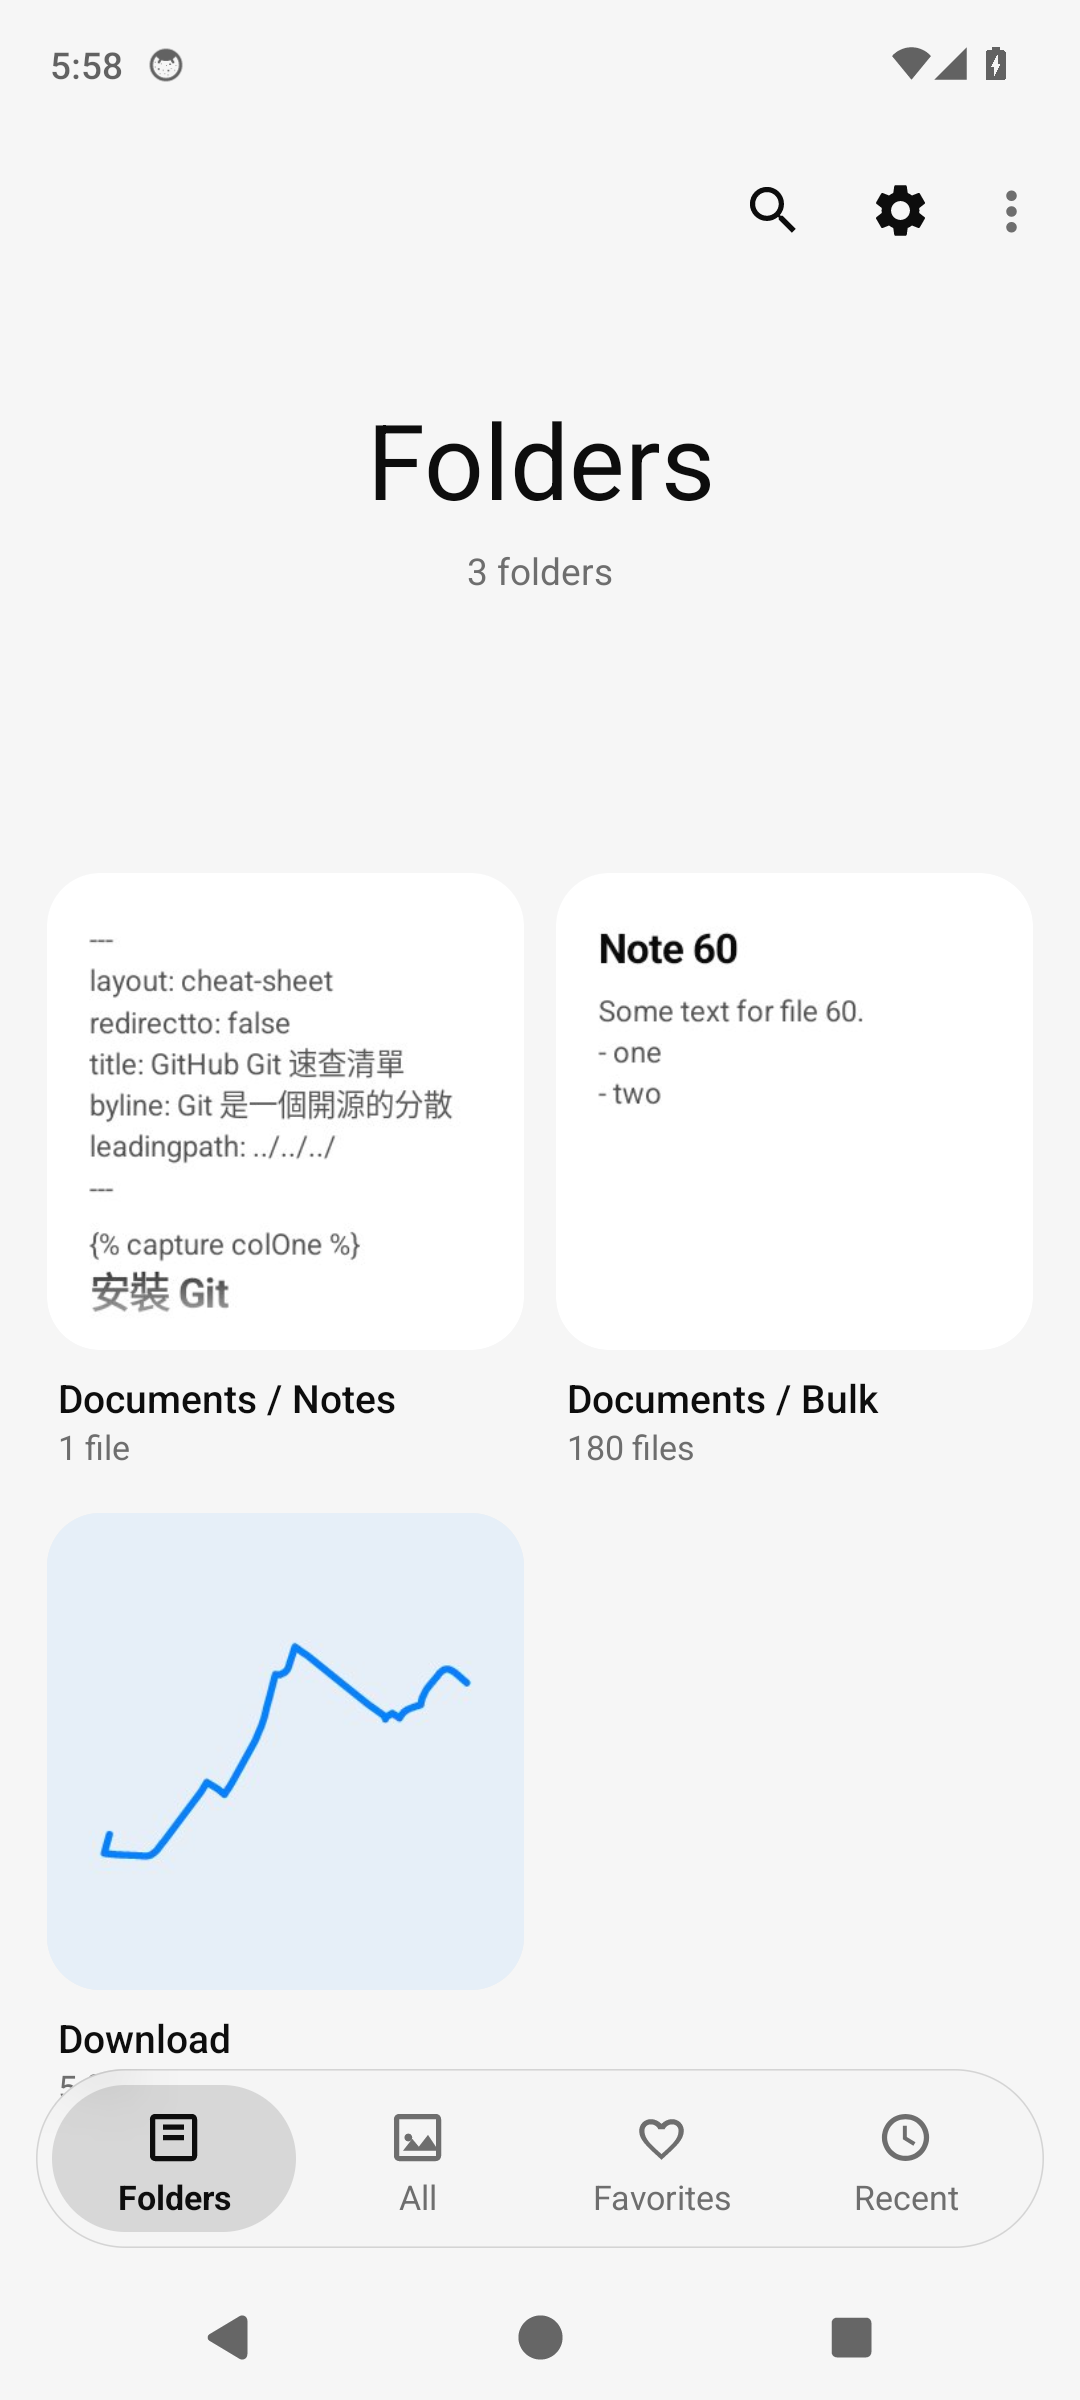 5:58
Folders
3 folders
---
layout: cheat-sheet
redirectto: false
title: GitHub Git 速查清單
byline: Git 是一個開源的分散
leadingpath: ../../../
---
{% capture colOne %}
安裝 Git
Documents / Notes
1 file
Note 60
Some text for file 60.
- one
- two
Documents / Bulk
180 files
Download
Folders
All
Favorites
Recent